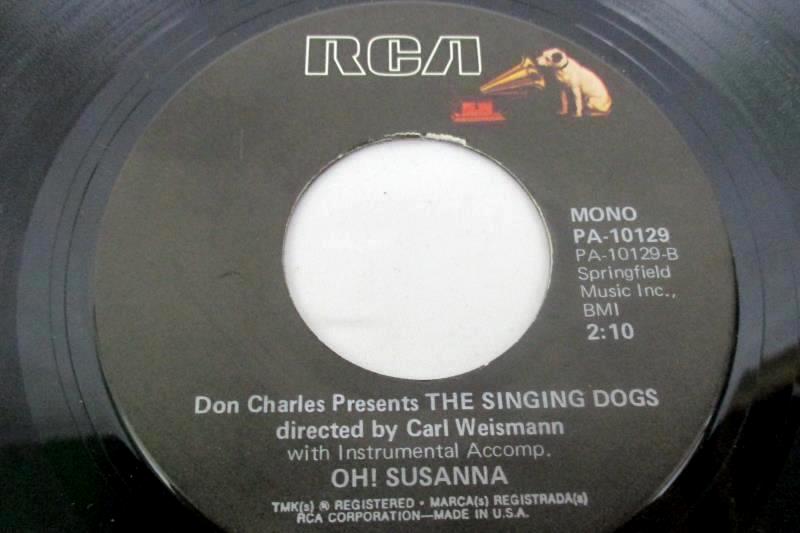 RCA
MONO
PA-10129
PA-10129-B
Springfield
Music Inc.,
BMI
2:10
Don Charles Presents THE SINGING DOGS
directed by Carl Weismann
with Instrumental Accomp.
OH! SUSANNA
TMK(s) ® REGISTERED • MARCA(s) REGISTRADA(s)
RCA CORPORATION—MADE IN U.S.A.